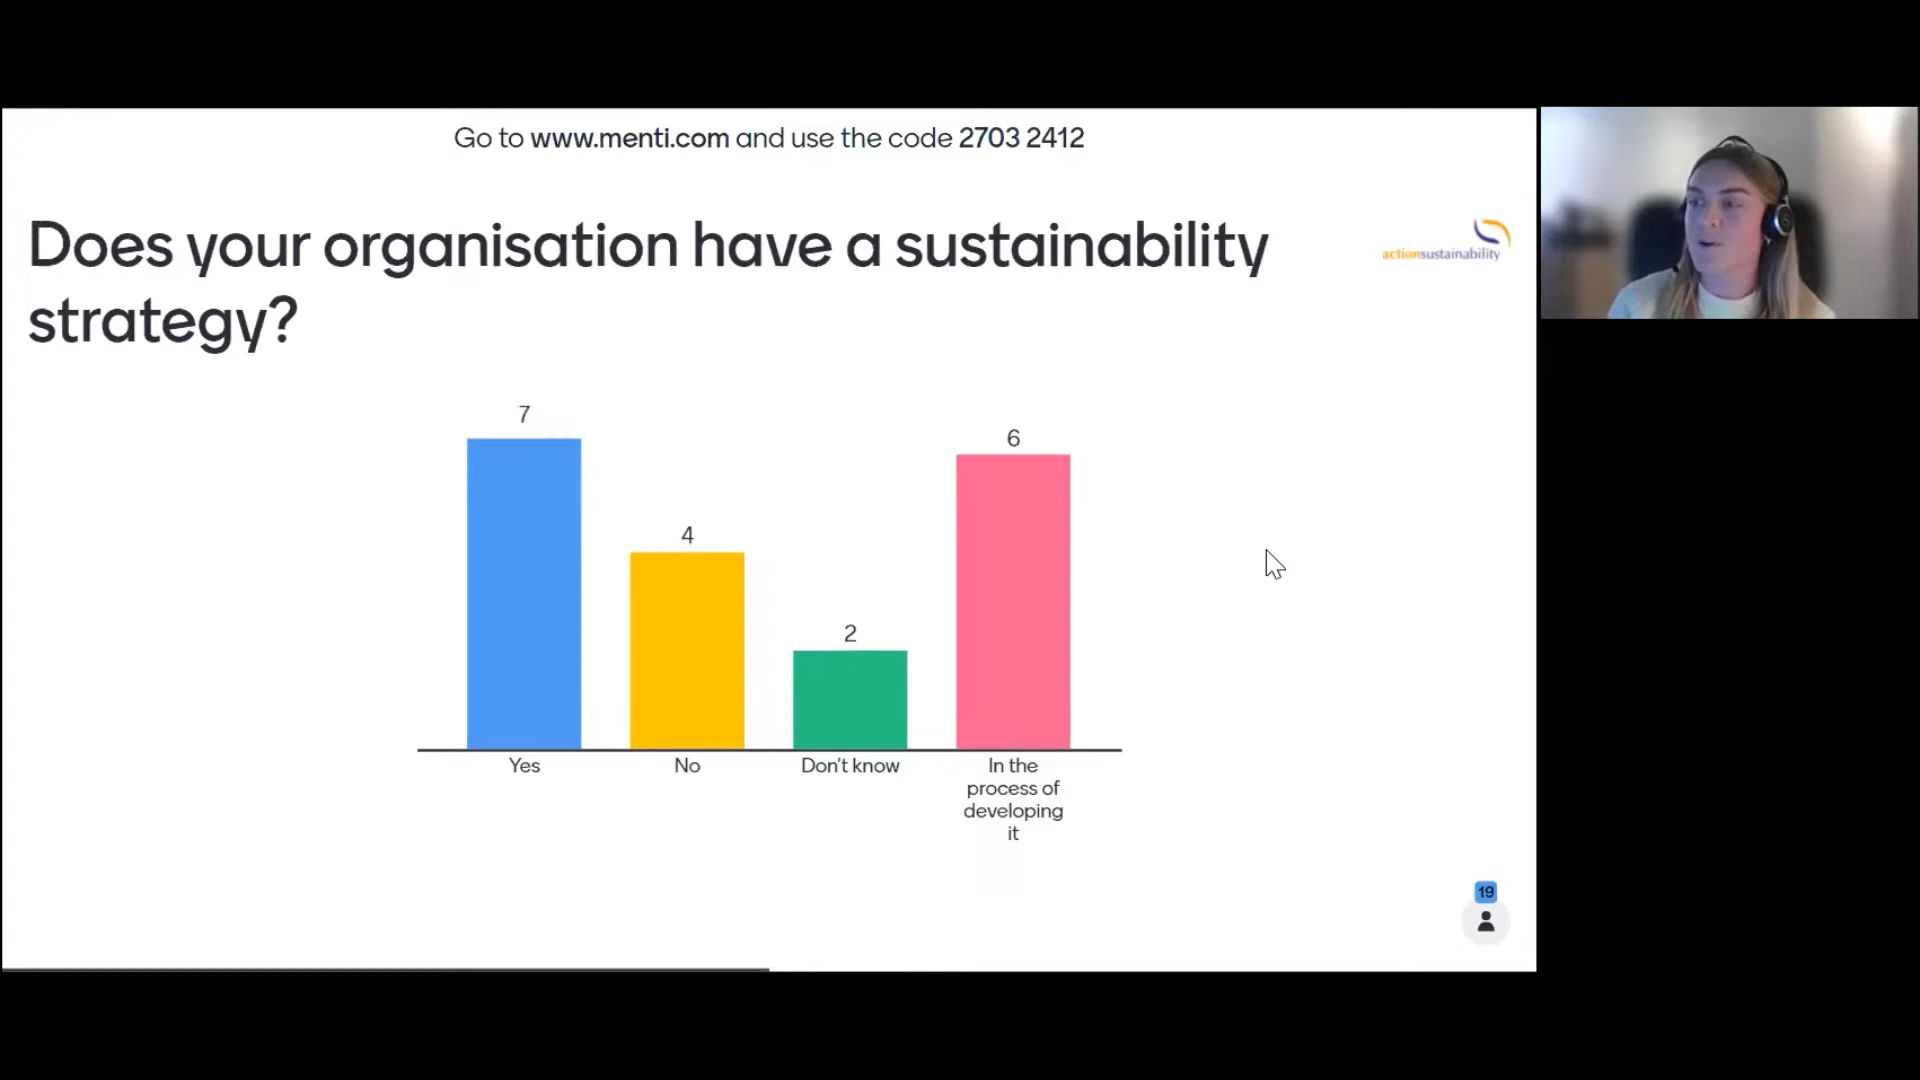 Go to www.menti.com and use the code 2703 2412
Does your organisation have a sustainability
strategy?
actionsustainability
7
4
2
6
Yes
No
Don't know
In the
process of
developing
it
19